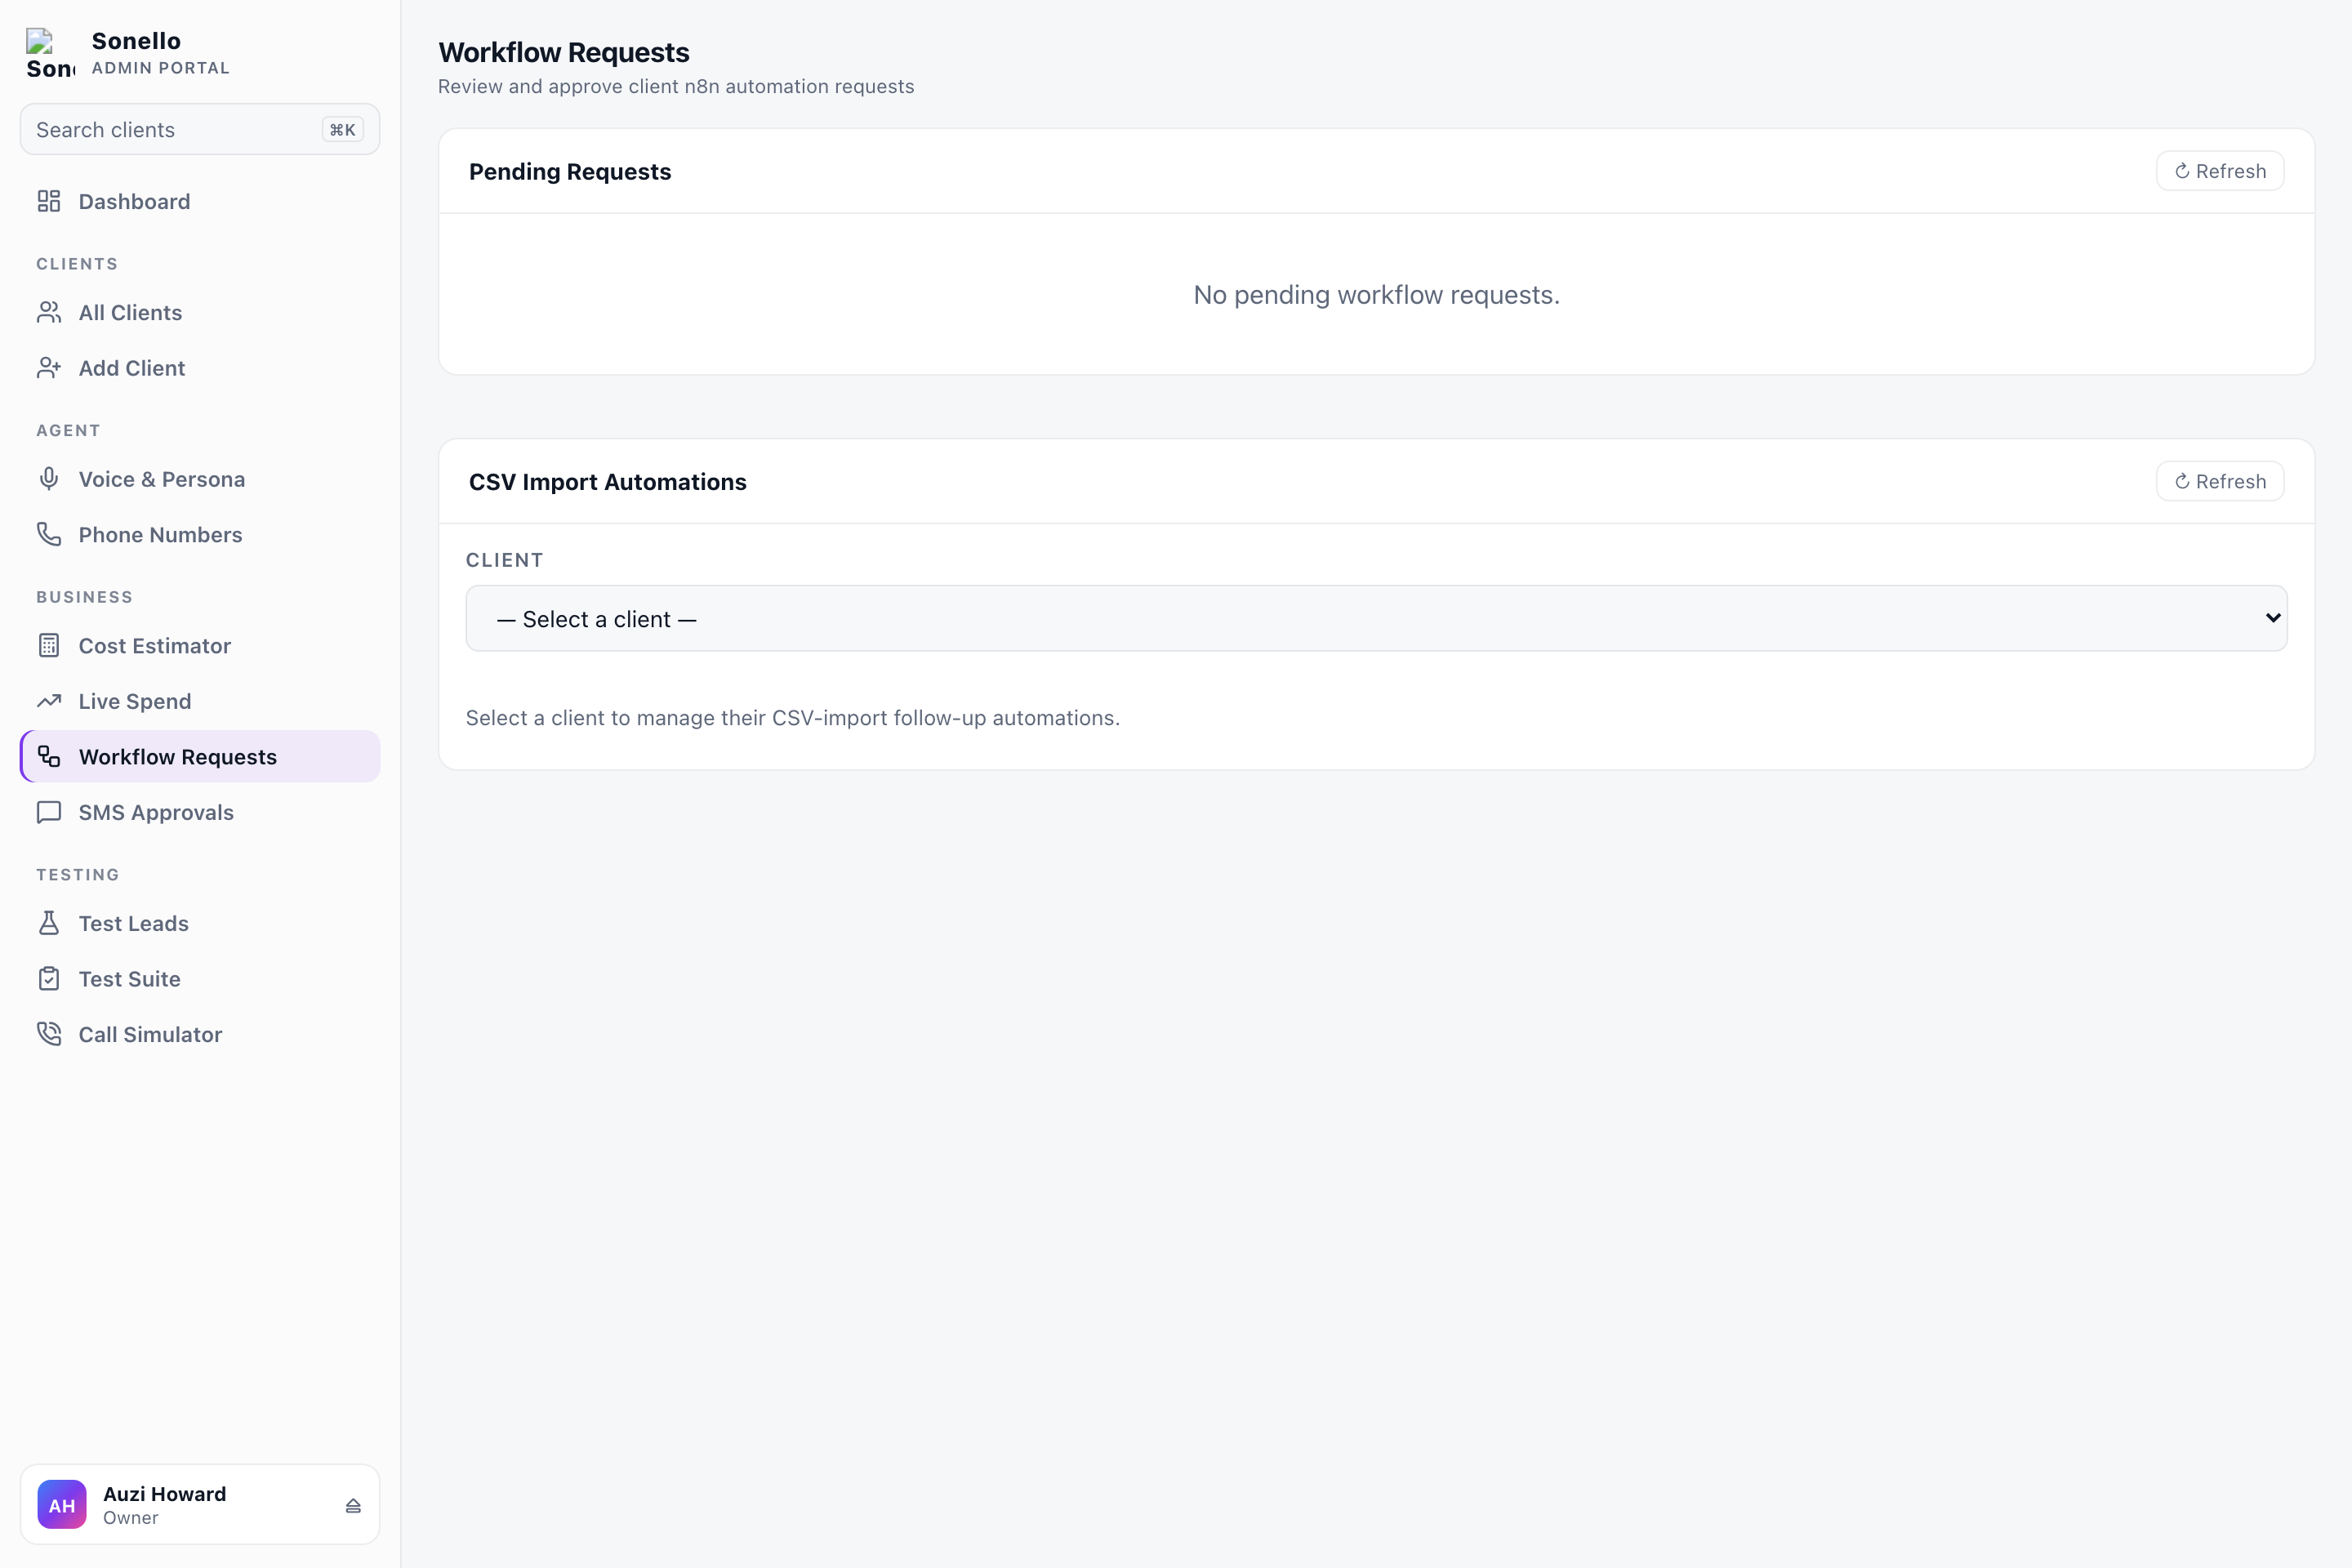 Sonello
ADMIN PORTAL
Search clients
⌘K
Dashboard
CLIENTS
All Clients
Add Client
AGENT
Voice & Persona
Phone Numbers
BUSINESS
Cost Estimator
Live Spend
Workflow Requests
SMS Approvals
TESTING
Test Leads
Test Suite
Call Simulator
AH
Auzi Howard
Owner
Workflow Requests
Review and approve client n8n automation requests
Pending Requests
↻ Refresh
No pending workflow requests.
CSV Import Automations
↻ Refresh
CLIENT
— Select a client —
Select a client to manage their CSV-import follow-up automations.